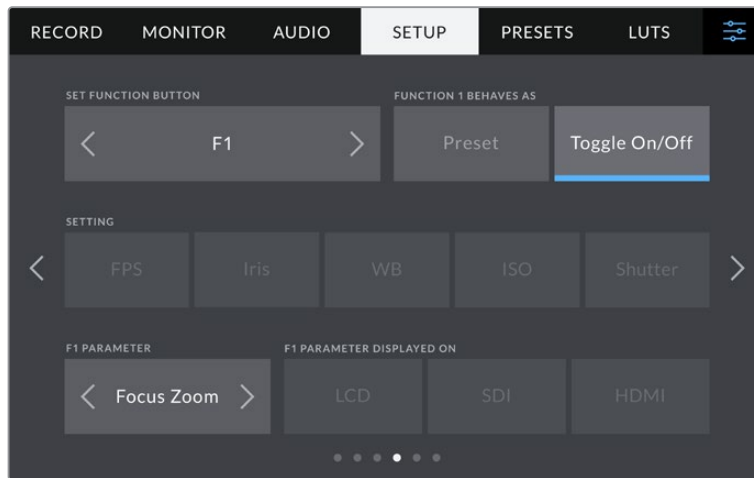 RECORD MONITOR AUDIO SETUP PRESETS LUTS
SET FUNCTION BUTTON FUNCTION 1 BEHAVES AS
F1 Preset Toggle On/Off
SETTING
FPS Iris WB ISO Shutter
F1 PARAMETER F1 PARAMETER DISPLAYED ON
Focus Zoom LCD SDI HDMI